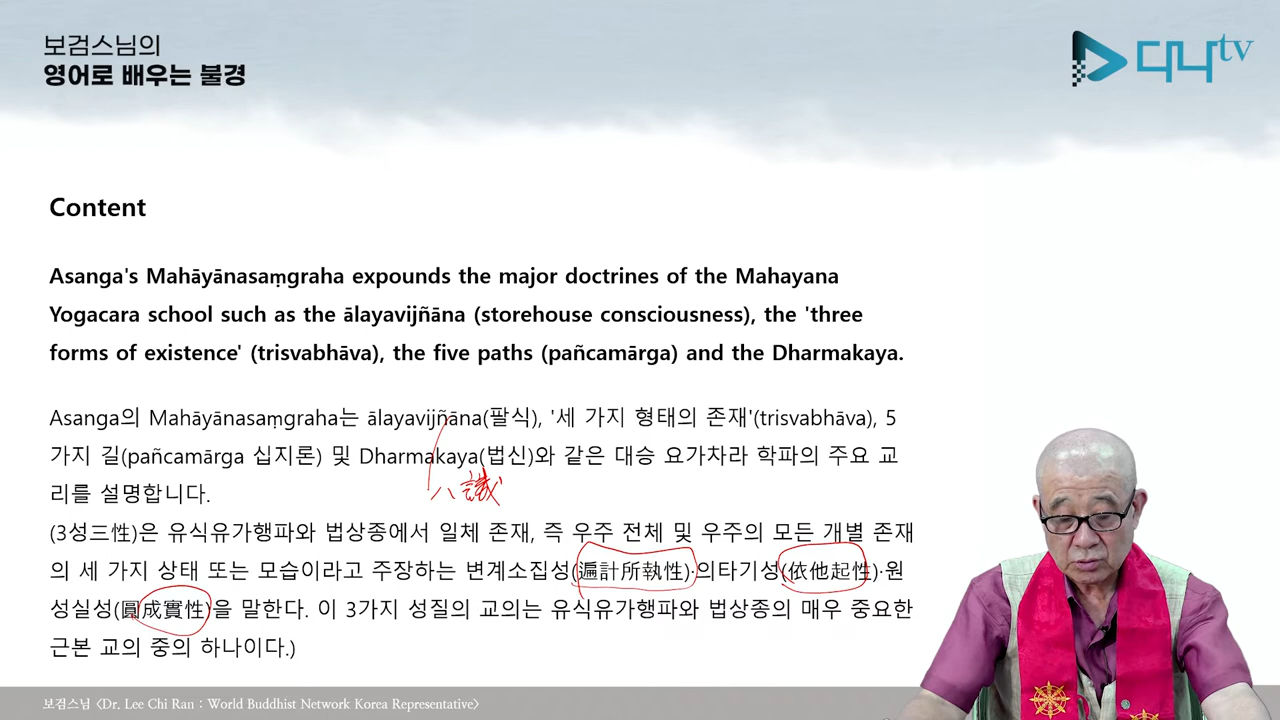 보검스님의
영어로 배우는 불경
다나tv
Content
Asanga's Mahāyānasaṃgraha expounds the major doctrines of the Mahayana
Yogacara school such as the ālayavijñāna (storehouse consciousness), the 'three
forms of existence' (trisvabhāva), the five paths (pañcamārga) and the Dharmakaya.
Asanga의 Mahāyānasaṃgraha는 ālayavijñāna(팔식), '세 가지 형태의 존재'(trisvabhāva), 5
가지 길(pañcamārga 십지론) 및 Dharmakaya(법신)와 같은 대승 요가차라 학파의 주요 교
리를 설명합니다.
八識
(3성三性)은 유식유가행파와 법상종에서 일체 존재, 즉 우주 전체 및 우주의 모든 개별 존재
의 세 가지 상태 또는 모습이라고 주장하는 변계소집성(遍計所執性)·의타기성(依他起性)·원
성실성(圓成實性)을 말한다. 이 3가지 성질의 교의는 유식유가행파와 법상종의 매우 중요한
근본 교의 중의 하나이다.)
보검스님 <Dr. Lee Chi Ran : World Buddhist Network Korea Representative>